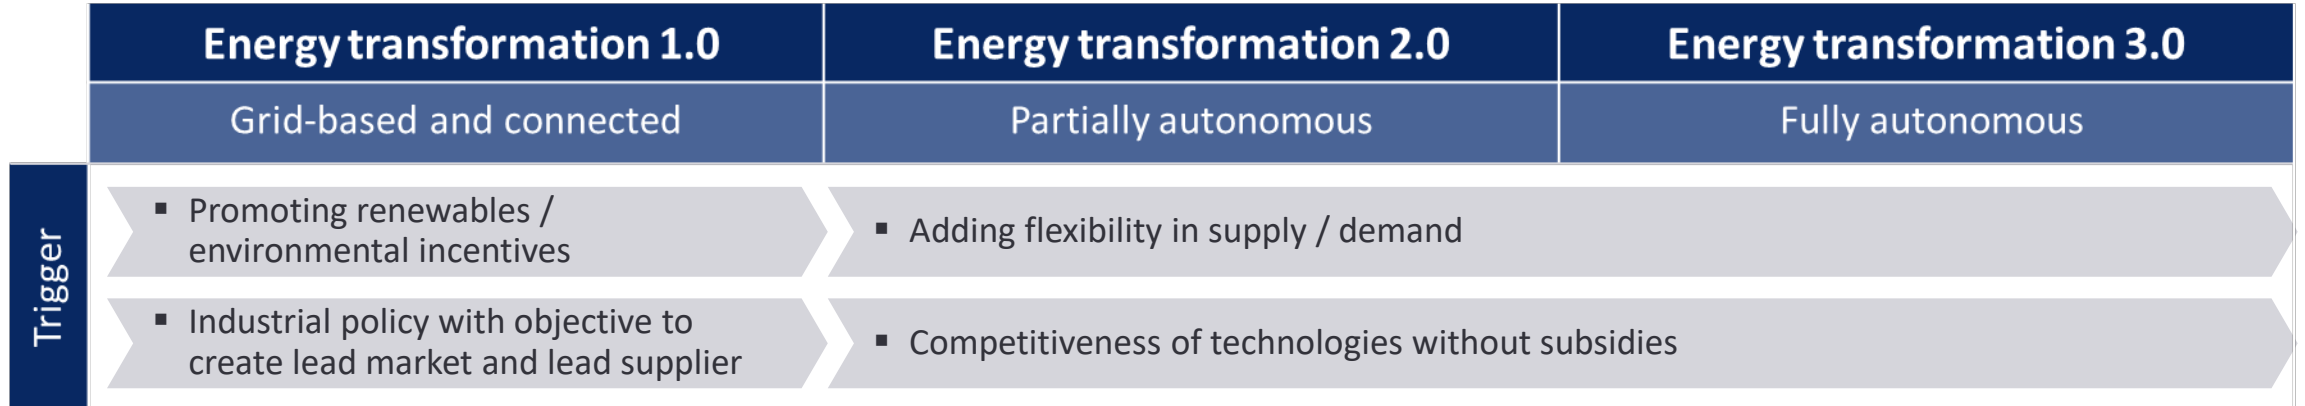 Energy transformation 1.0
Energy transformation 2.0
Energy transformation 3.0
Grid-based and connected
Partially autonomous
Fully autonomous
Trigger
▪ Promoting renewables /
environmental incentives
▪ Adding flexibility in supply / demand
▪ Industrial policy with objective to
create lead market and lead supplier
▪ Competitiveness of technologies without subsidies